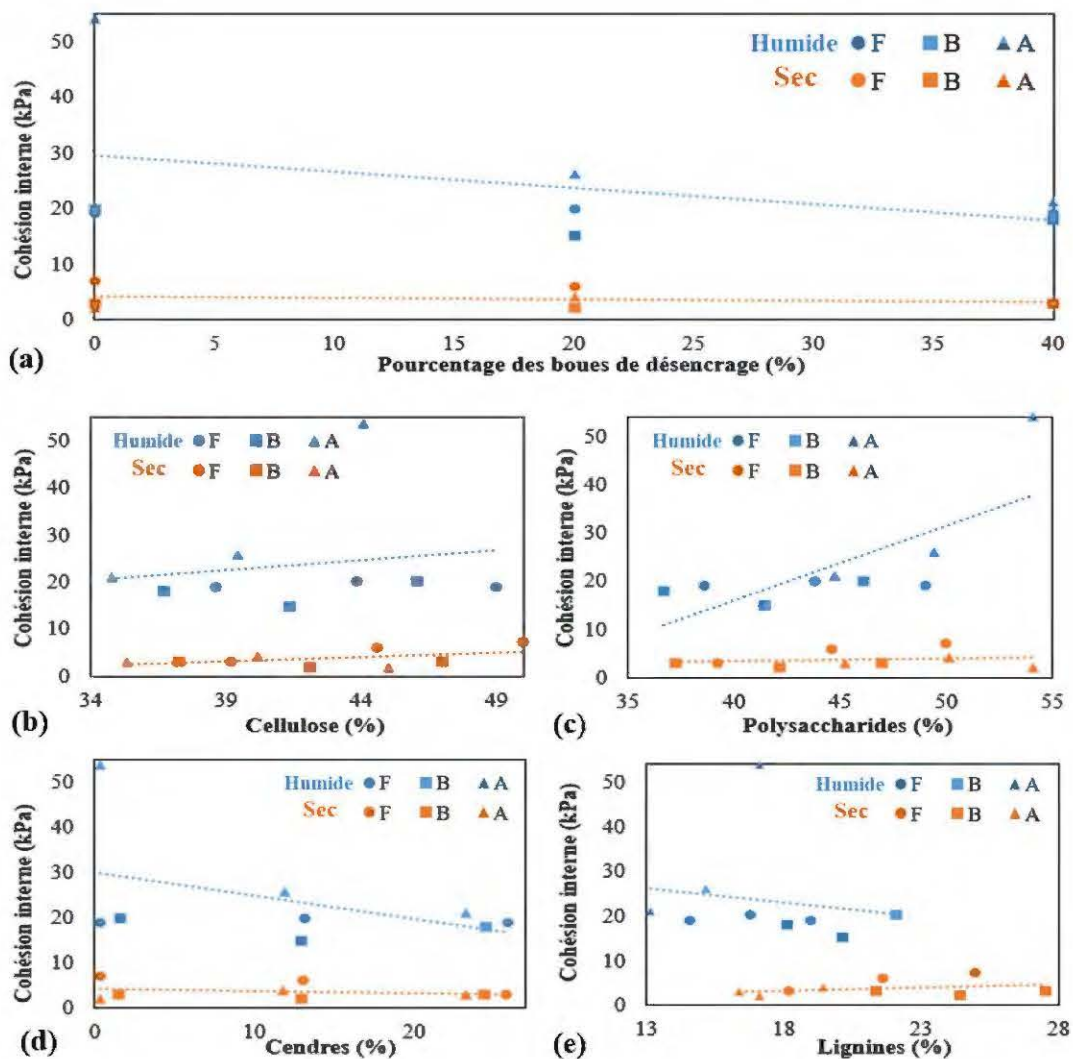 Cohésion interne (kPa)
50
40
30
20
10
0
Humide F B A
Sec F B A
0 5 10 15 20 25 30 35 40
(a) Pourcentage des boues de désencrage (%)
Cohésion interne (kPa)
50
40
30
20
10
0
Humide F B A
Sec F B A
34 39 44 49
(b) Cellulose (%)
Cohésion interne (kPa)
50
40
30
20
10
0
Humide F B A
Sec F B A
35 40 45 50 55
(c) Polysaccharides (%)
Cohésion interne (kPa)
50
40
30
20
10
0
Humide F B A
Sec F B A
0 10 20
(d) Cendres (%)
Cohésion interne (kPa)
50
40
30
20
10
0
Humide F B A
Sec F B A
13 18 23 28
(e) Lignines (%)